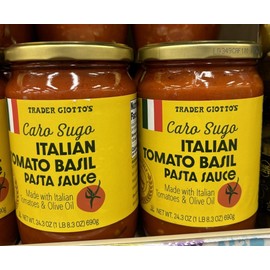 TRADER GIOTTO'S
Caro Sugo
ITALIAN
TOMATO BASIL
PASTA SAUCE
Made with Italian
Tomatoes & Olive Oil
NET WT. 24.3 OZ (1 LB 8.3 OZ) 690g
TRADER GIOTTO'S
Caro Sugo
ITALIAN
TOMATO BASIL
PASTA SAUCE
Made with Italian
Tomatoes & Olive Oil
NET WT. 24.3 OZ (1 LB 8.3 OZ) 690g